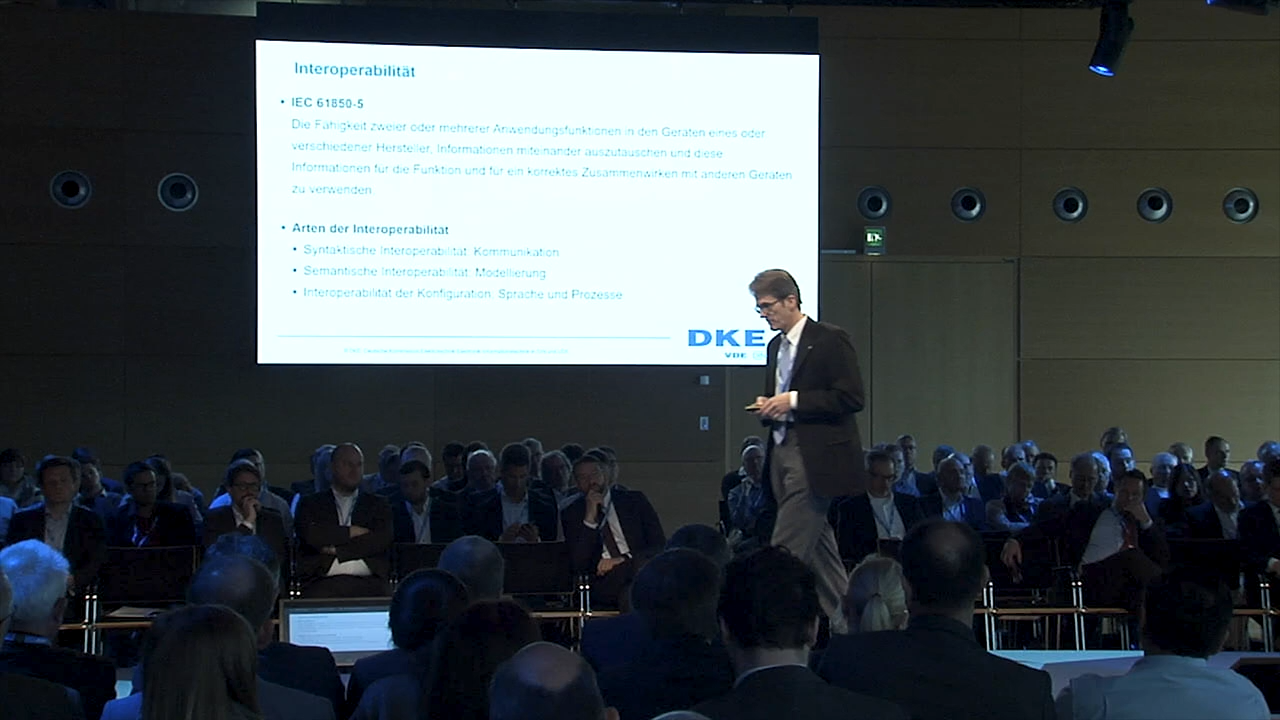 Interoperabilität
• IEC 61850-5
Die Fähigkeit zweier oder mehrerer Anwendungsfunktionen in den Geräten eines oder
verschiedener Hersteller, Informationen miteinander auszutauschen und diese
Informationen für die Funktion und für ein korrektes Zusammenwirken mit anderen Geräten
zu verwenden.
• Arten der Interoperabilität
• Syntaktische Interoperabilität: Kommunikation
• Semantische Interoperabilität: Modellierung
• Interoperabilität der Konfiguration: Sprache und Prozesse
DKE
VDE